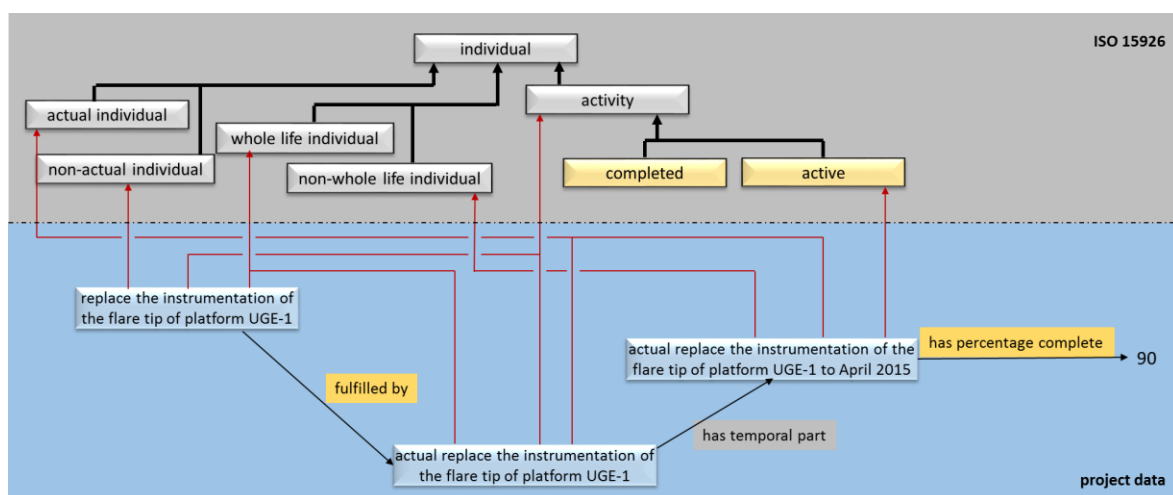 individual
ISO 15926
actual individual
activity
whole life individual
non-actual individual
non-whole life individual
completed
active
replace the instrumentation of
the flare tip of platform UGE-1
actual replace the instrumentation of the
flare tip of platform UGE-1 to April 2015
has percentage complete
90
fulfilled by
has temporal part
actual replace the instrumentation of
the flare tip of platform UGE-1
project data